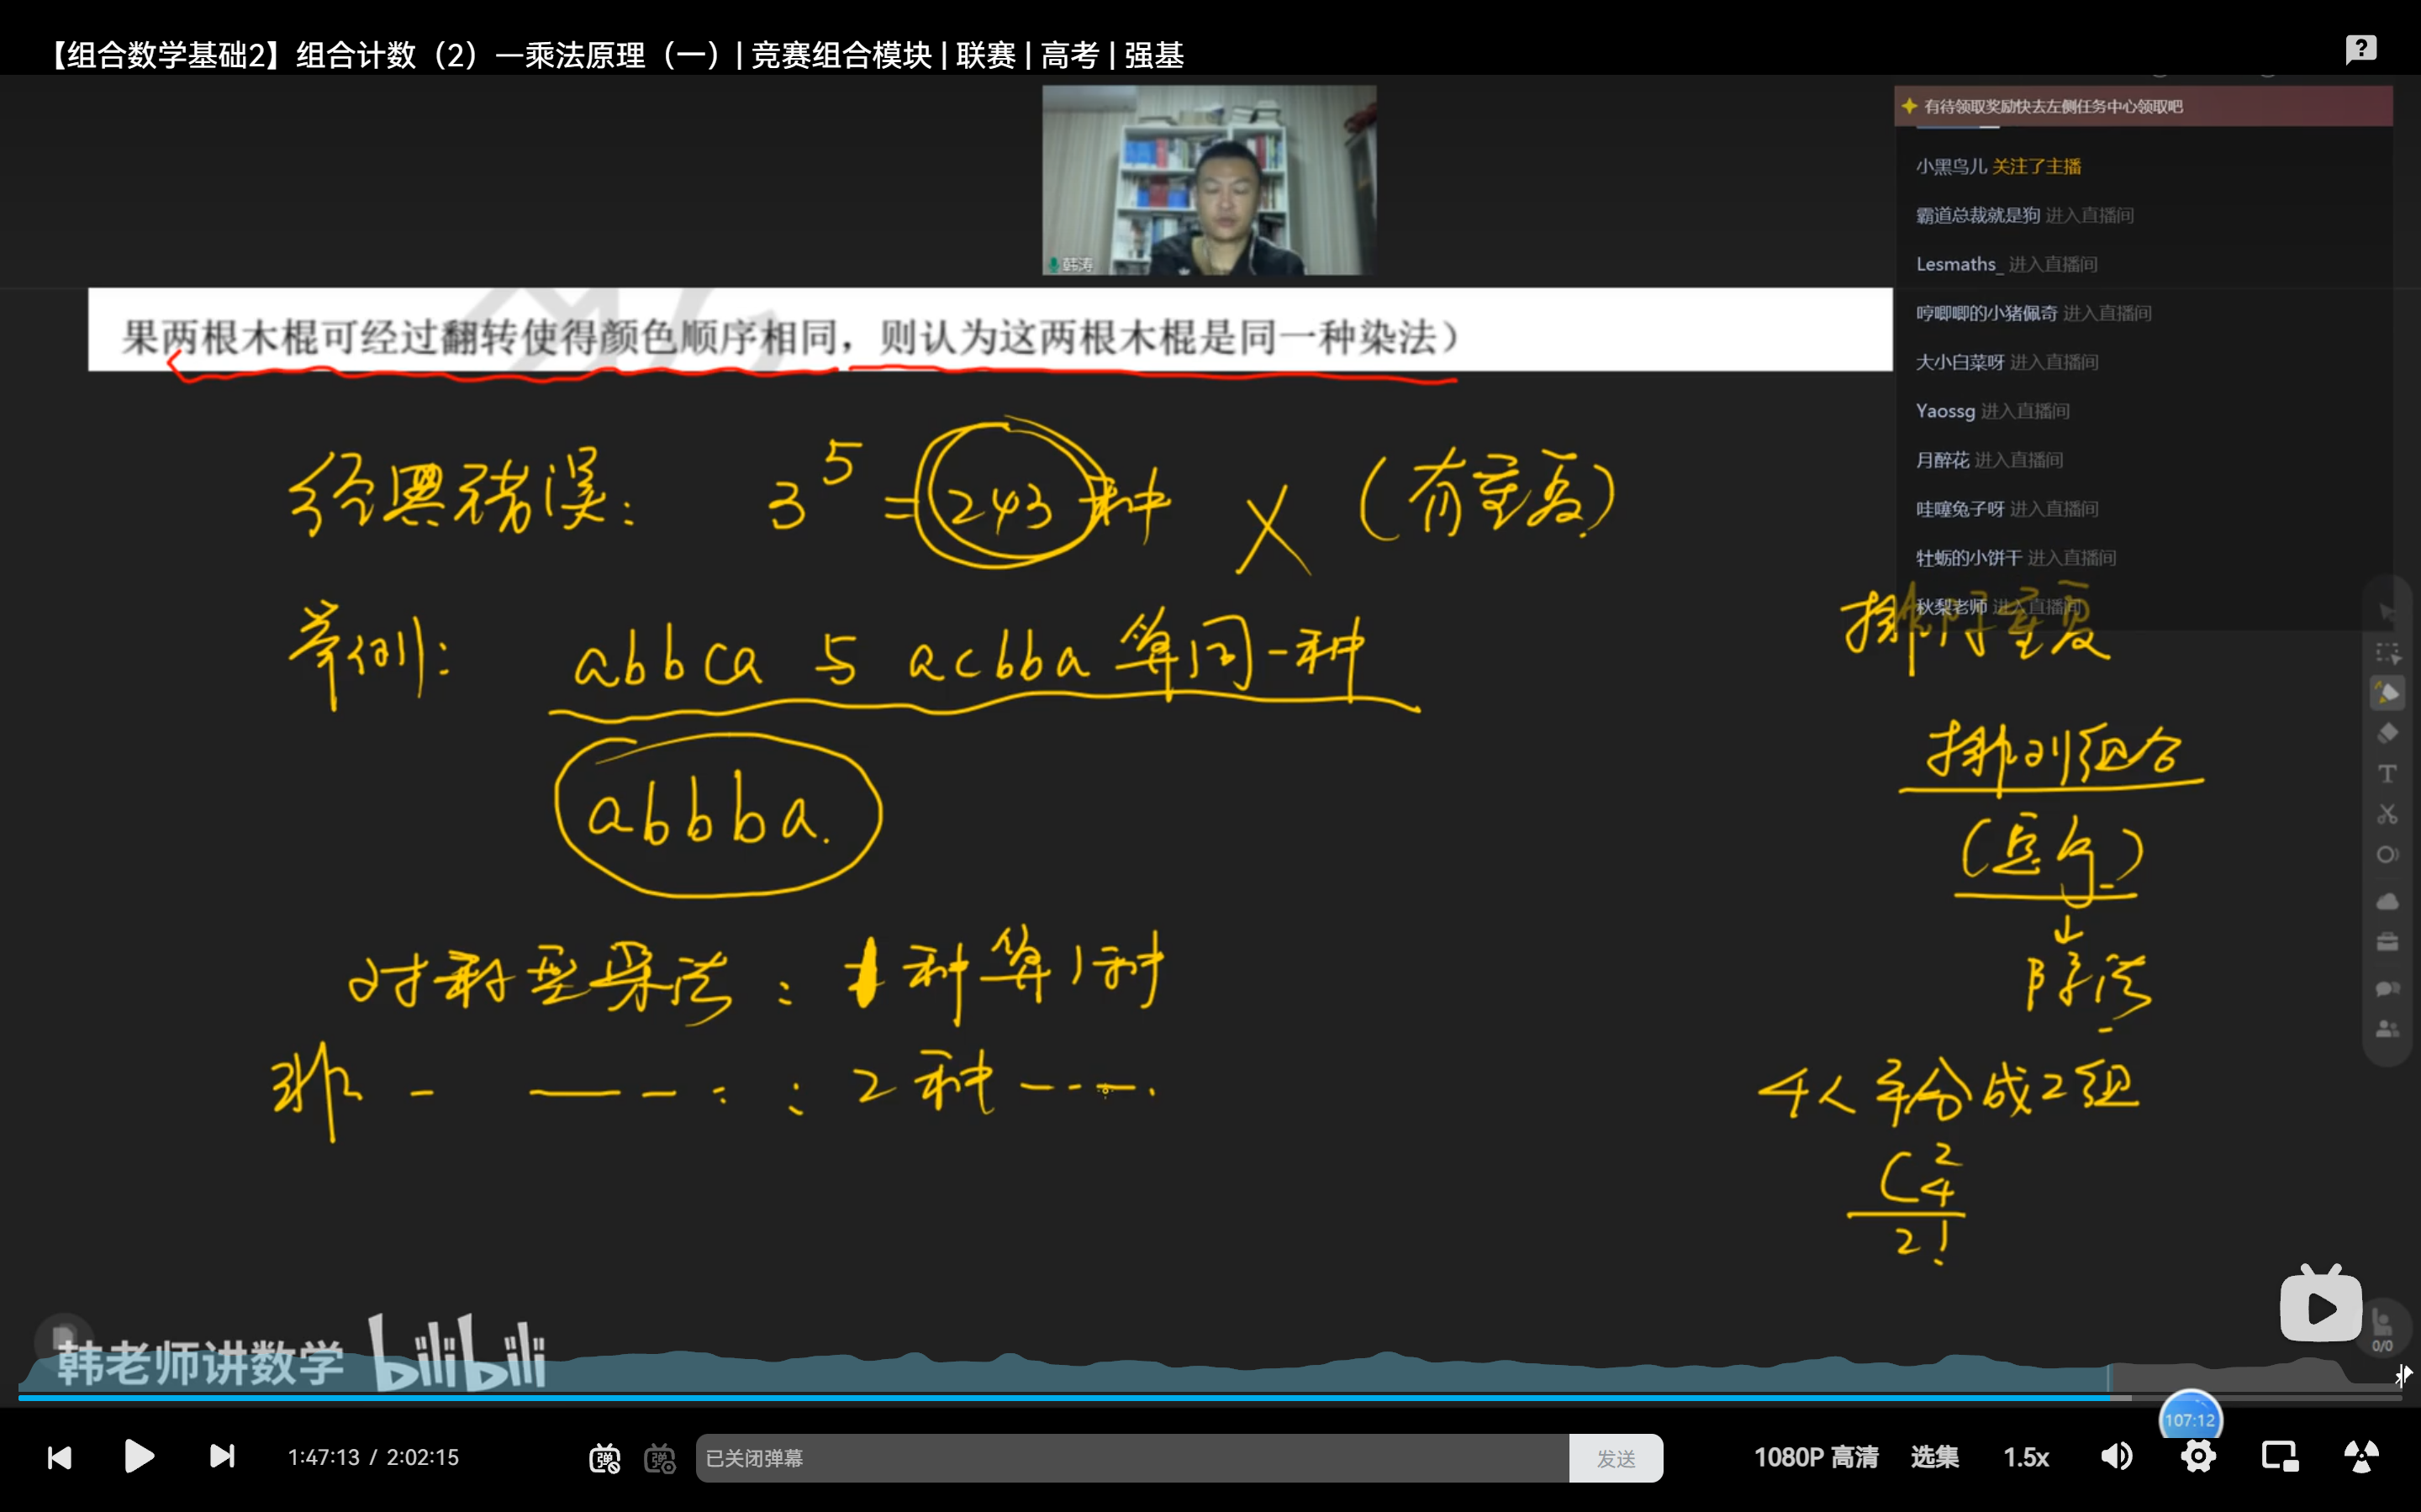 【组合数学基础2】组合计数（2）—乘法原理（一）| 竞赛组合模块 | 联赛 | 高考 | 强基
有待领取奖励快去左侧任务中心领取吧
小黑鸟儿 关注了主播
霸道总裁就是狗 进入直播间
Lesmaths_ 进入直播间
哼唧唧的小猪佩奇 进入直播间
大小白菜呀 进入直播间
Yaossg 进入直播间
月醉花 进入直播间
哇噻兔子呀 进入直播间
牡蛎的小饼干 进入直播间
秋梨老师 进入直播间
韩涛
果两根木棍可经过翻转使得颜色顺序相同，则认为这两根木棍是同一种染法）
经典错误: 3^5 = 243 种 X (有重复)
举例: abbca 与 acbba 算同一种
abbba.
对称型染法: 1种算1种
非 - —— - : : 2种 ----.
排列重复
排列组合
(
)
↓
除法
4人平分成2组
C_4^2
2!
韩老师讲数学 bilibili
0/0
107:12
1:47:13 / 2:02:15
弹 弹
已关闭弹幕
发送
1080P 高清 选集 1.5x